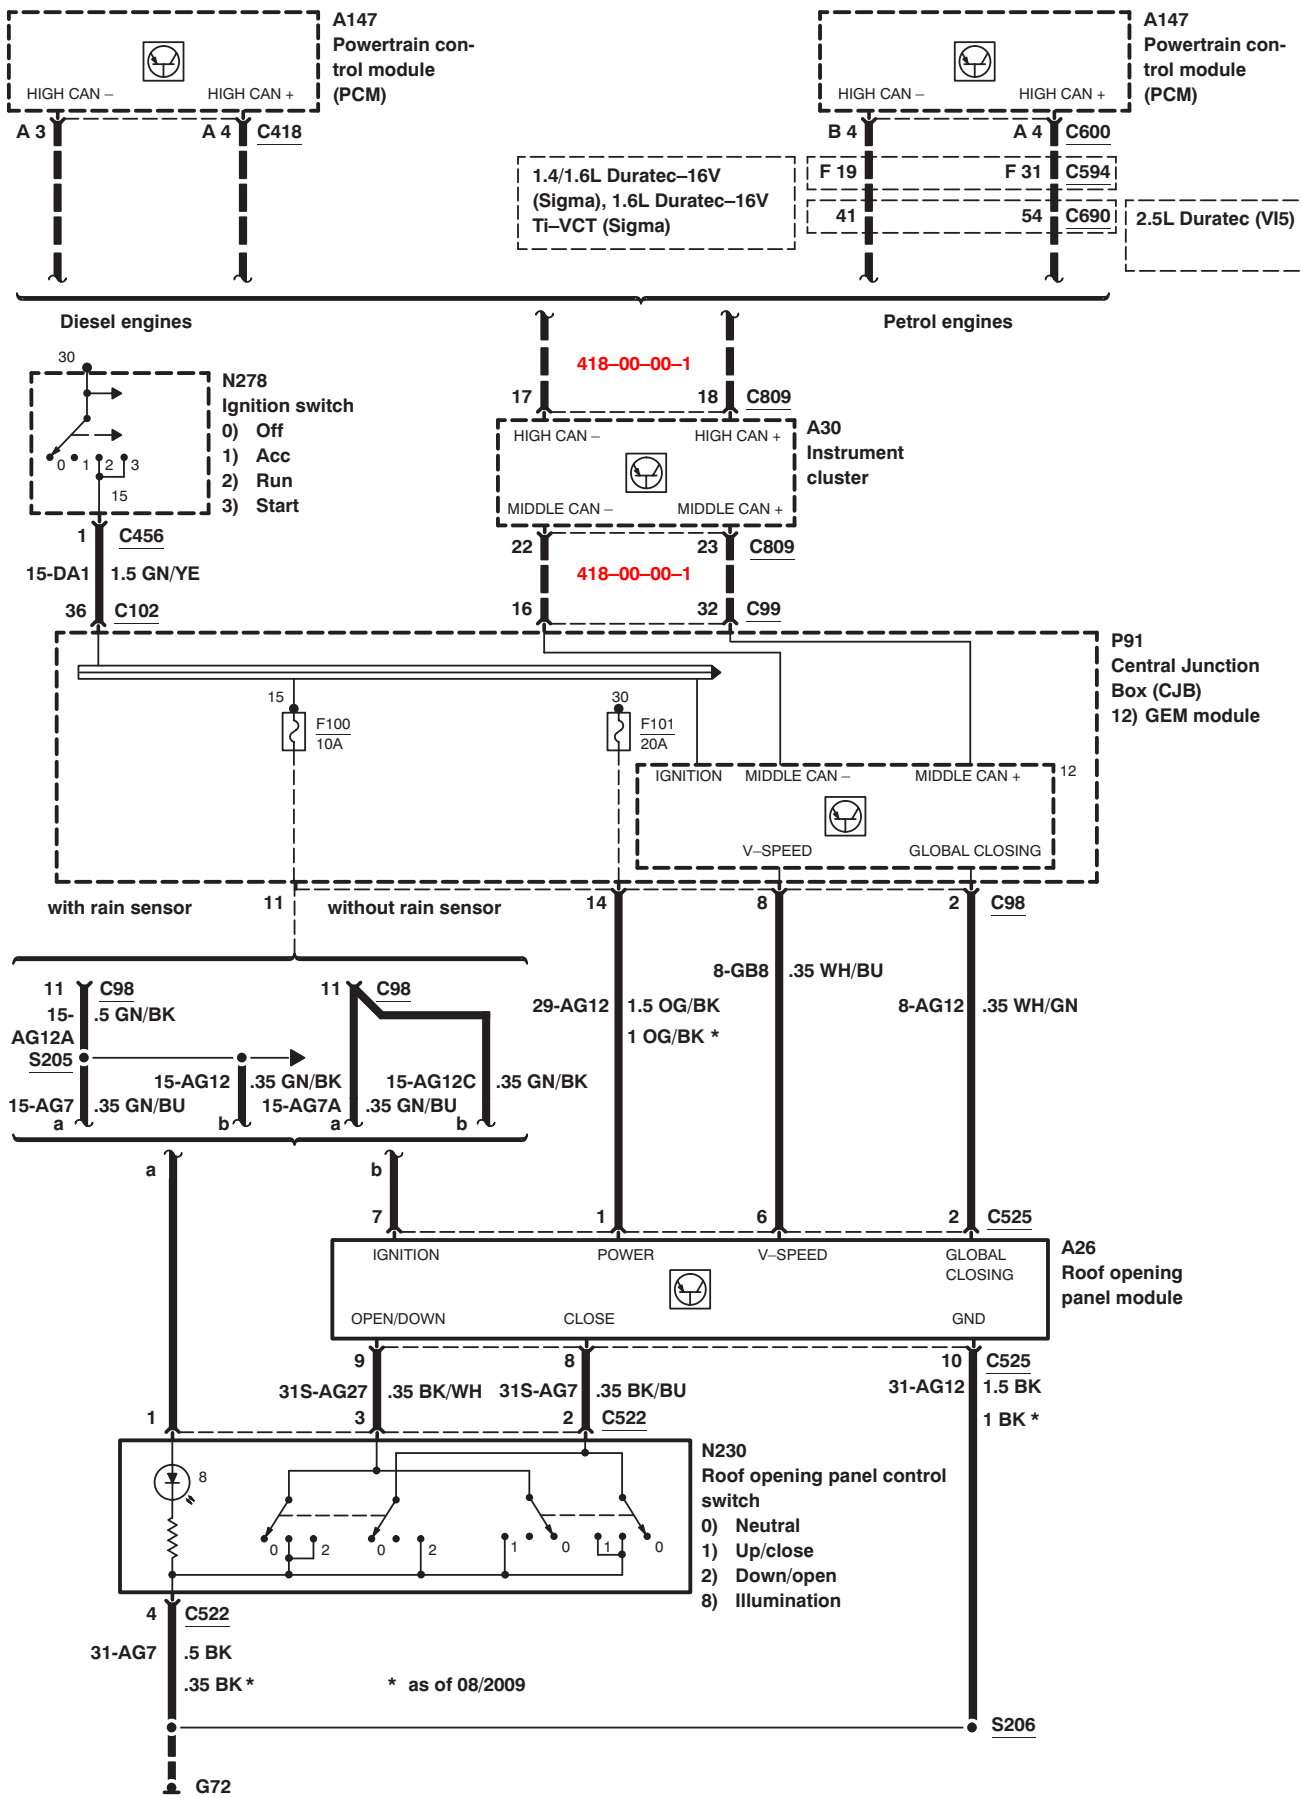 A147
Powertrain con-
trol module
(PCM)
HIGH CAN –
HIGH CAN +
A 3
A 4
C418
A147
Powertrain con-
trol module
(PCM)
HIGH CAN –
HIGH CAN +
B 4
A 4
C600
1.4/1.6L Duratec–16V
(Sigma), 1.6L Duratec–16V
Ti–VCT (Sigma)
F 19
F 31
C594
41
54
C690
2.5L Duratec (VI5)
Diesel engines
Petrol engines
30
N278
Ignition switch
0) Off
1) Acc
2) Run
3) Start
0
1
2
3
15
1
C456
15-DA1
1.5 GN/YE
36
C102
418–00–00–1
17
18
C809
HIGH CAN –
HIGH CAN +
A30
Instrument
cluster
MIDDLE CAN –
MIDDLE CAN +
22
23
C809
418–00–00–1
16
32
C99
P91
Central Junction
Box (CJB)
12) GEM module
15
F100
10A
30
F101
20A
IGNITION
MIDDLE CAN –
MIDDLE CAN +
12
V–SPEED
GLOBAL CLOSING
with rain sensor
11
without rain sensor
14
8
2
C98
11
C98
15-
AG12A
.5 GN/BK
S205
15-AG12
.35 GN/BK
15-AG7
.35 GN/BU
a
b
11
C98
15-AG12C
.35 GN/BK
15-AG7A
.35 GN/BU
a
b
29-AG12
1.5 OG/BK
1 OG/BK *
8-GB8
.35 WH/BU
8-AG12
.35 WH/GN
a
b
7
1
6
2
C525
IGNITION
POWER
V–SPEED
GLOBAL
CLOSING
A26
Roof opening
panel module
OPEN/DOWN
CLOSE
GND
9
8
10
C525
31S-AG27
.35 BK/WH
31S-AG7
.35 BK/BU
31-AG12
1.5 BK
1 BK *
1
3
2
C522
8
0
2
0
2
1
0
1
0
N230
Roof opening panel control
switch
0) Neutral
1) Up/close
2) Down/open
8) Illumination
4
C522
31-AG7
.5 BK
.35 BK *
* as of 08/2009
S206
G72